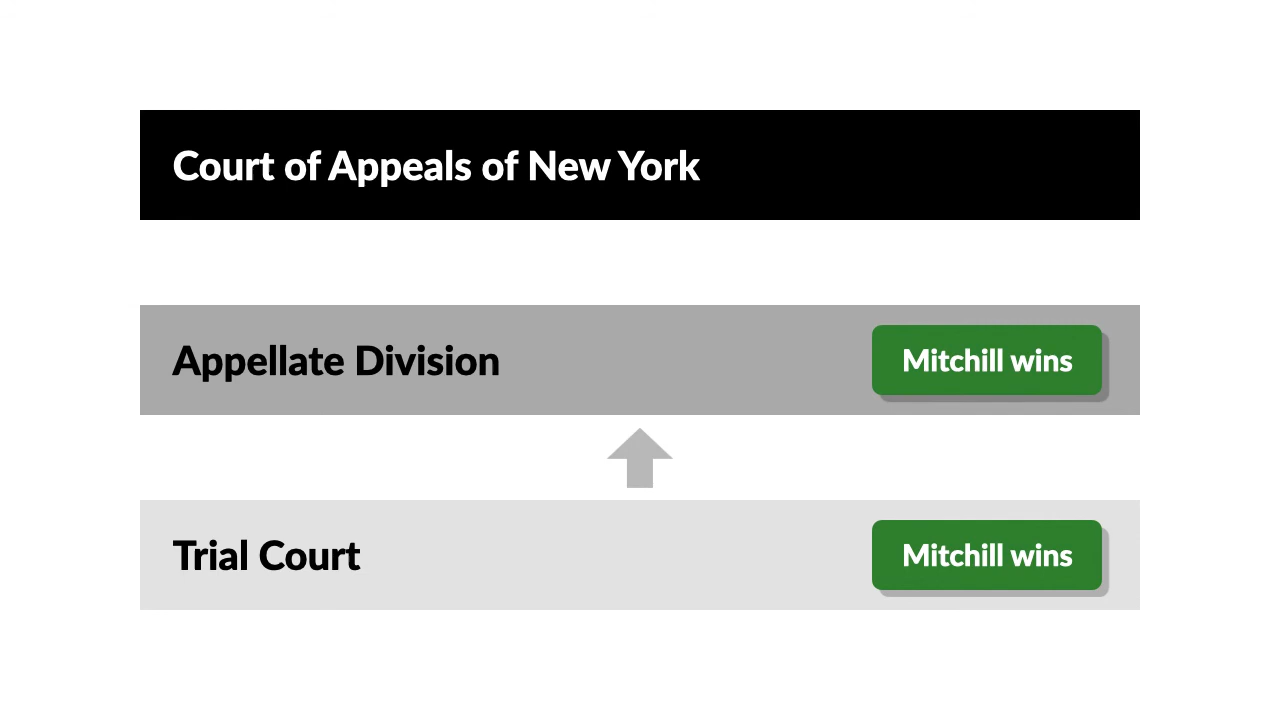 Court of Appeals of New York
Appellate Division
Mitchill wins
Trial Court
Mitchill wins